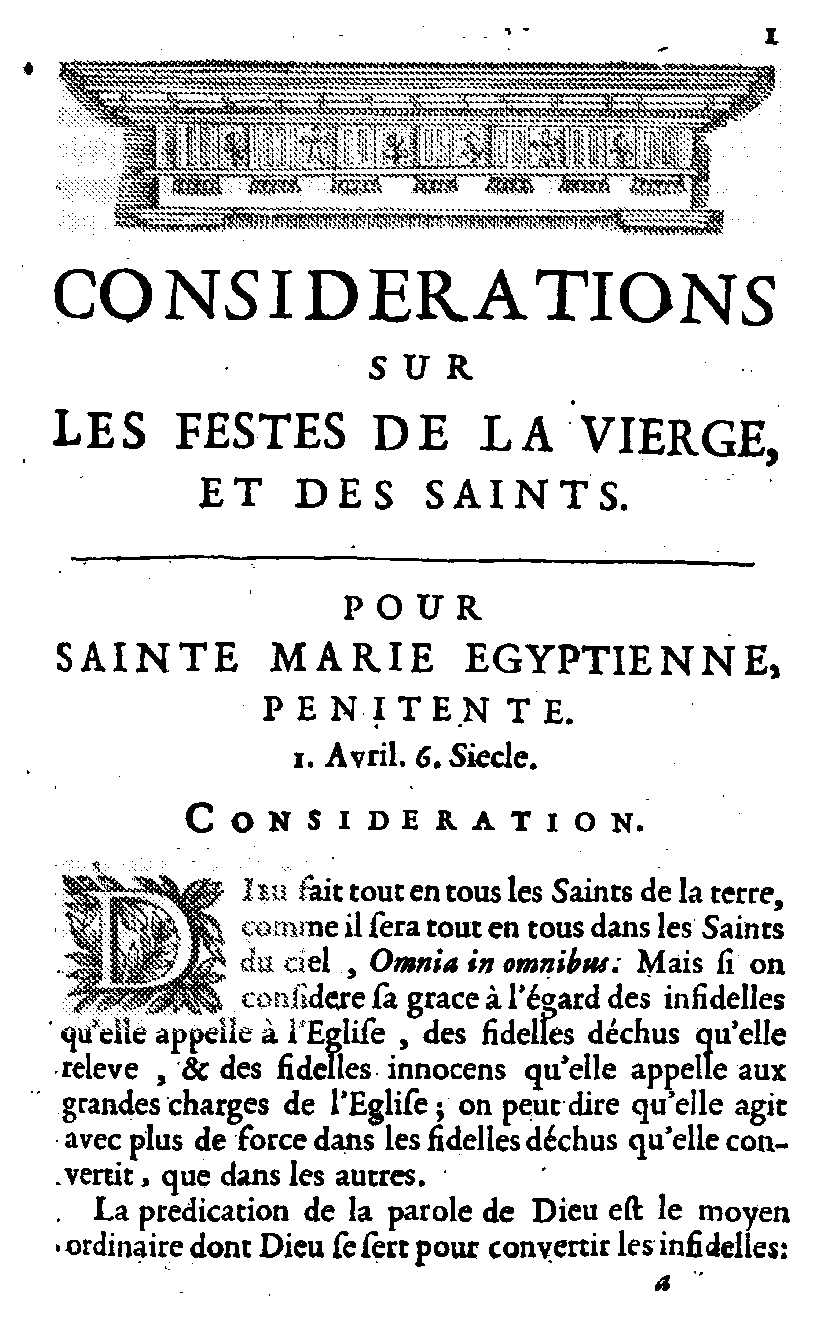 1
CONSIDERATIONS
SUR
LES FESTES DE LA VIERGE,
ET DES SAINTS.
POUR
SAINTE MARIE EGYPTIENNE,
PENITENTE.
1. Avril. 6. Siecle.
CONSIDERATION.
DIEU fait tout en tous les Saints de la terre,
comme il ſera tout en tous dans les Saints
du ciel, Omnia in omnibus: Mais ſi on
conſidere ſa grace à l'égard des infidelles
qu'elle appelle à l'Egliſe, des fidelles déchus qu'elle
releve, & des fidelles innocens qu'elle appelle aux
grandes charges de l'Egliſe; on peut dire qu'elle agit
avec plus de force dans les fidelles déchus qu'elle con-
vertit, que dans les autres.
La predication de la parole de Dieu eſt le moyen
ordinaire dont Dieu ſe ſert pour convertir les infidelles:
a